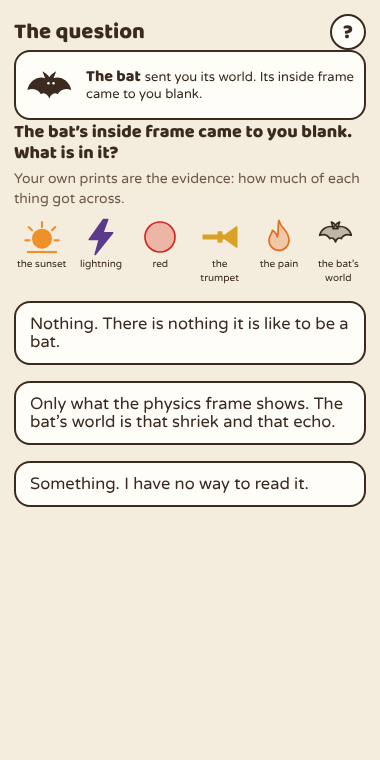 The question
?
The bat sent you its world. Its inside frame
came to you blank.
The bat's inside frame came to you blank.
What is in it?
Your own prints are the evidence: how much of each
thing got across.
the sunset
lightning
red
the
trumpet
the pain
the bat's
world
Nothing. There is nothing it is like to be a
bat.
Only what the physics frame shows. The
bat's world is that shriek and that echo.
Something. I have no way to read it.